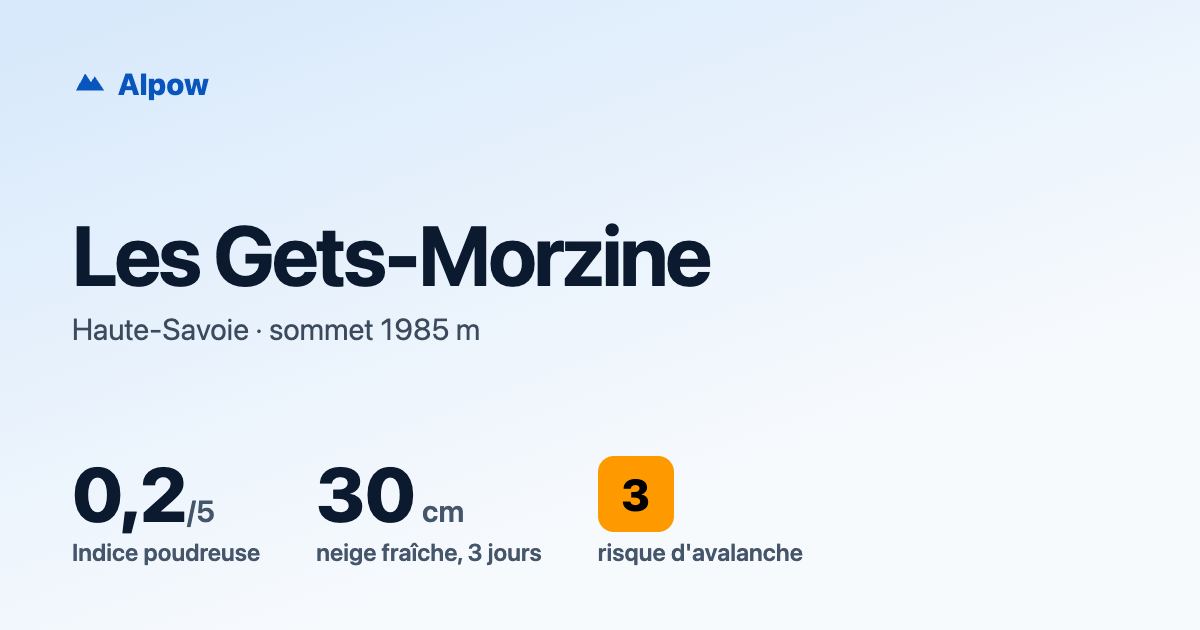 Alpow
Les Gets-Morzine
Haute-Savoie · sommet 1985 m
0,2/5
Indice poudreuse
30 cm
neige fraîche, 3 jours
3
risque d'avalanche